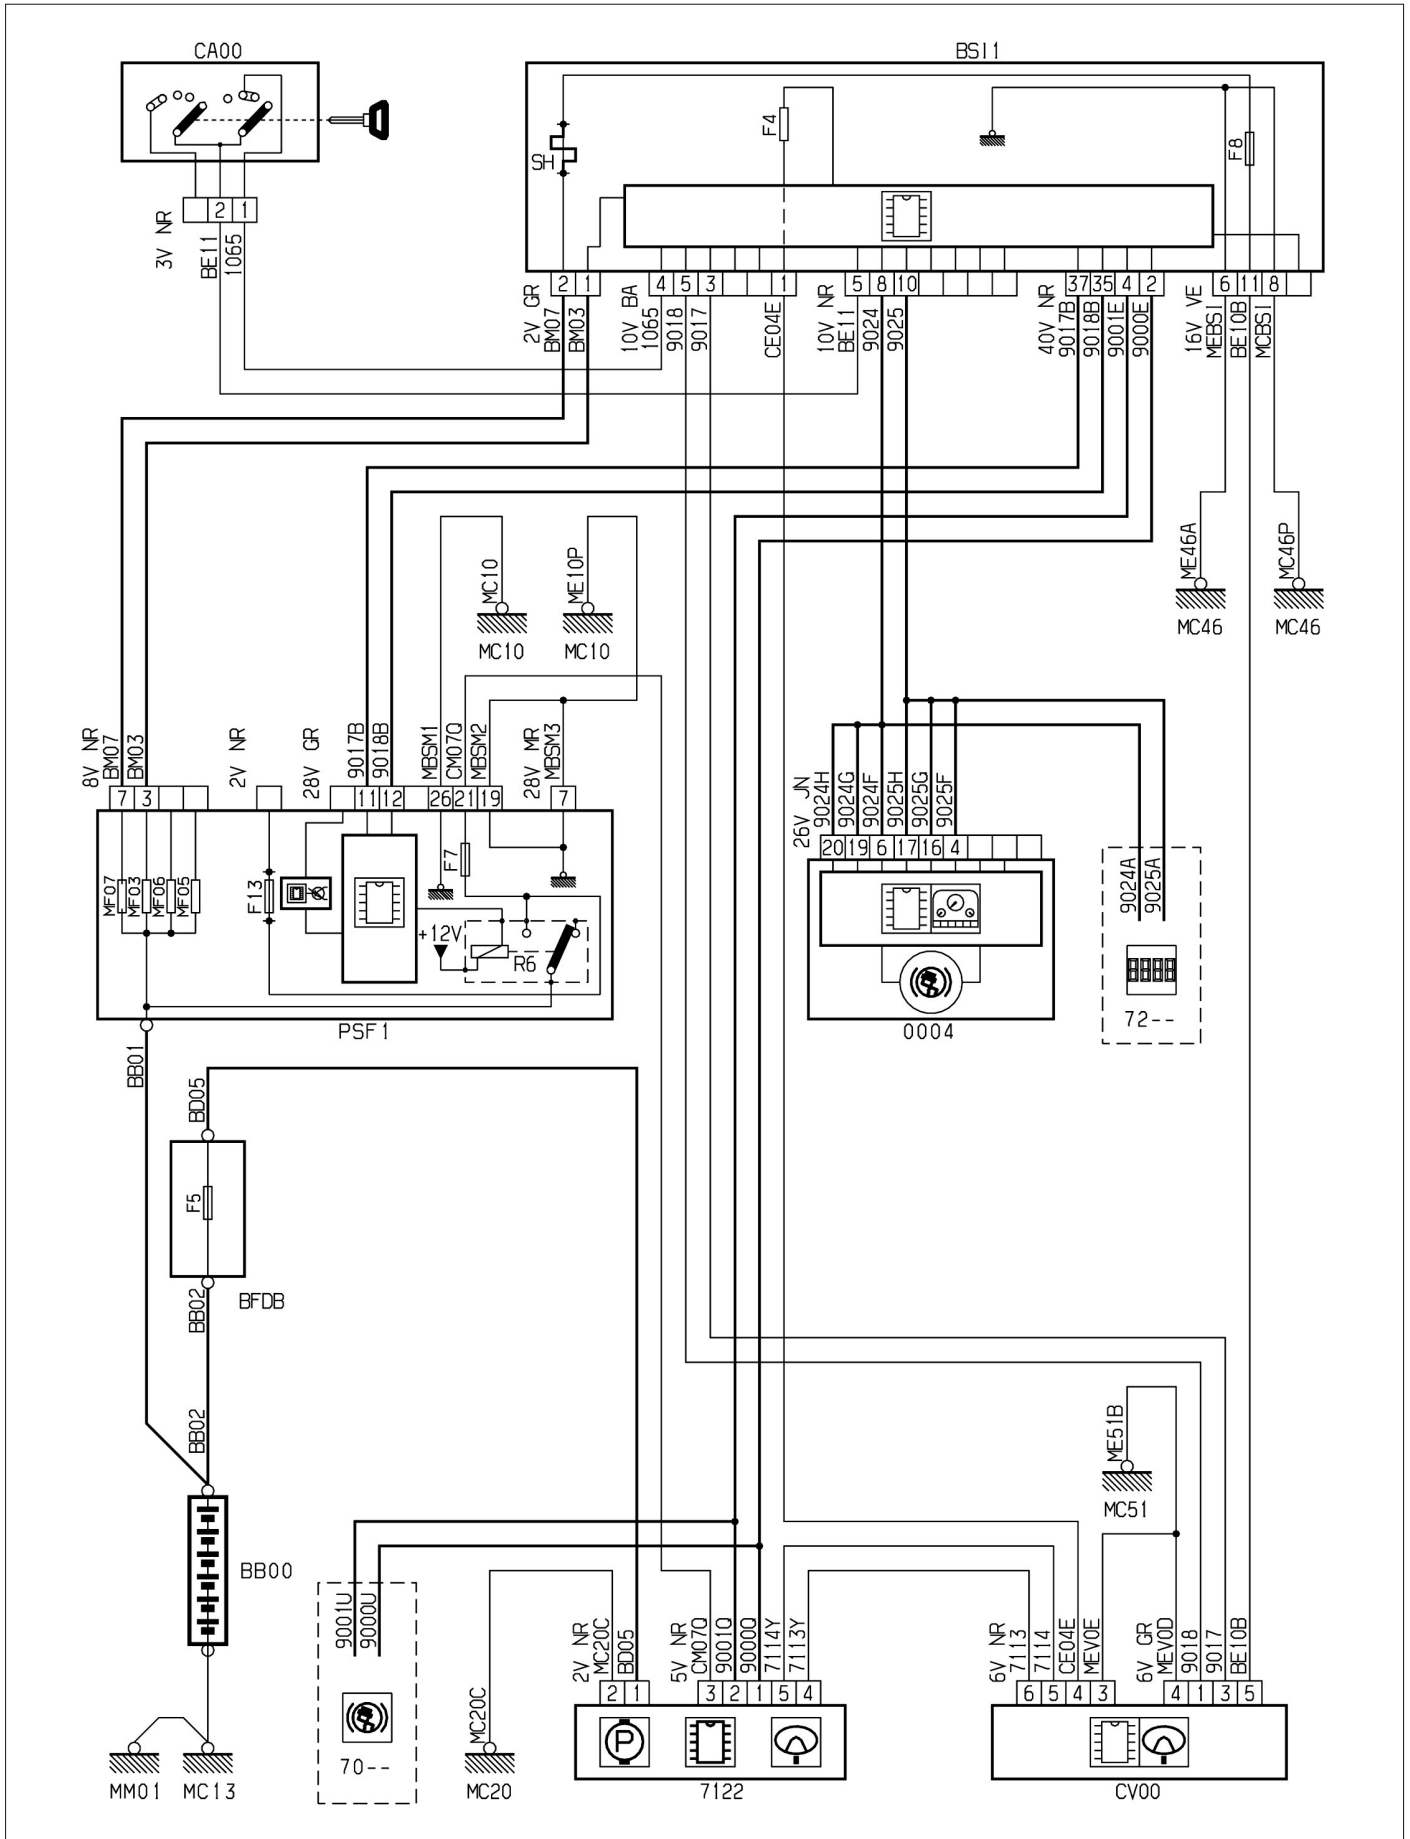 CA00
BSI1
F4
F8
SH
2 1
3V NR
BE11
1065
2 1 4 5 3 1 5 8 10 37 35 4 2 6 11 8
2V GR
BM07
BM03
10V BA
1065
9018
9017
CE04E
10V NR
BE11
9024
9025
40V NR
9017B
9018B
9001E
9000E
16V VE
MEBSI
BE10B
MCBSI
MC10
ME10P
ME46A
MC46P
MC10
MC10
MC46
MC46
8V NR
BM07
BM03
2V NR
28V GR
9017B
9018B
MBSM1
CM07Q
MBSM2
28V MR
MBSM3
7 3 11 12 26 21 19 7
26V JN
9024H
9024G
9024F
9025H
9025G
9025F
20 19 6 17 16 4
9024A
9025A
MF07
MF03
MF06
MF05
F13
F7
+12V
R6
PSF1
0004
72--
BB01
BD05
F5
BB02
BFDB
BB02
ME51B
MC51
BB00
9001U
9000U
70--
MM01
MC13
MC20C
MC20
2V NR
MC20C
BD05
5V NR
CM07Q
9001Q
9000Q
7114Y
7113Y
2 1 3 2 1 5 4
P
7122
6V NR
7113
7114
CE04E
MEV0E
6V GR
MEV0D
9018
9017
BE10B
6 5 4 3 4 1 3 5
CV00